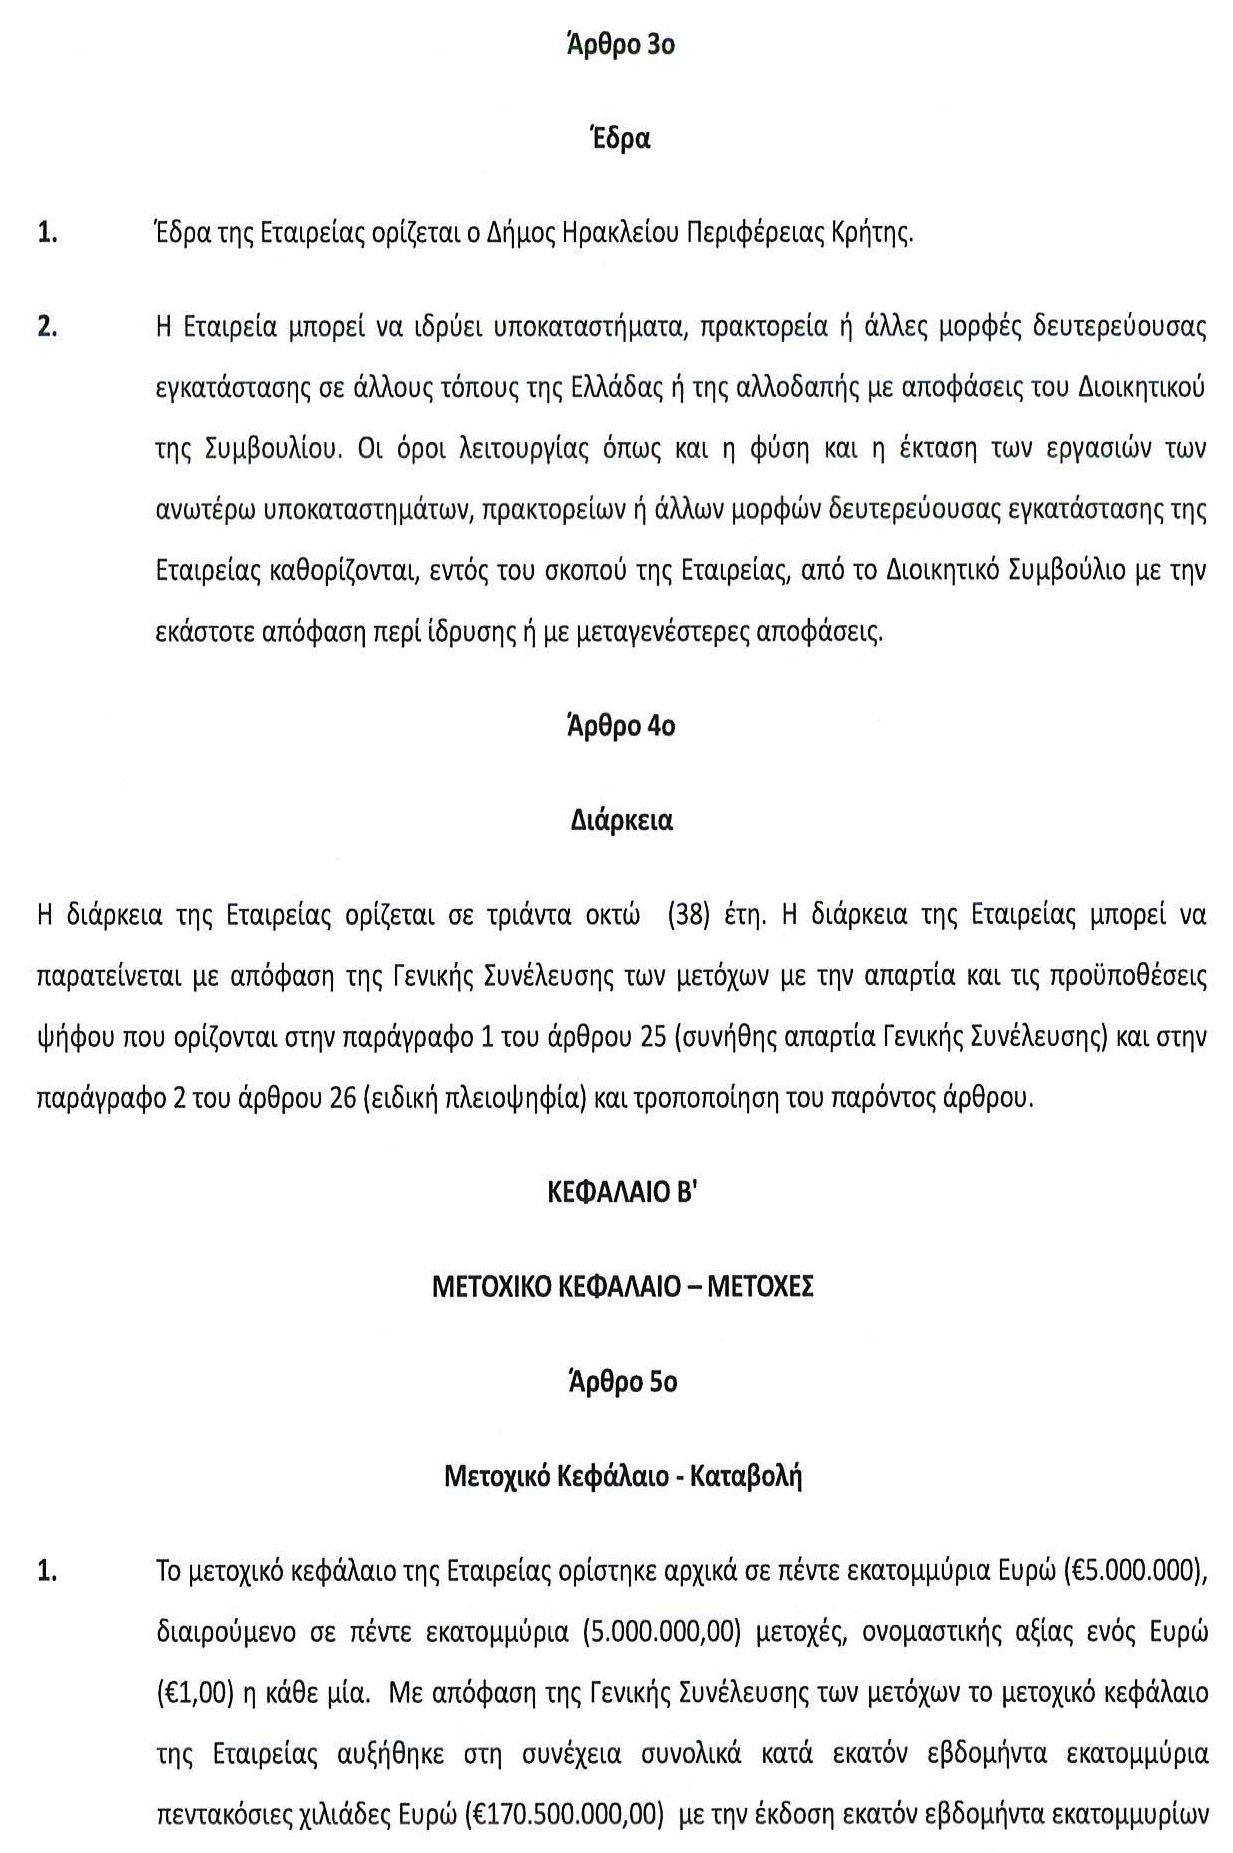 Άρθρο 3ο
Έδρα
1. Έδρα της Εταιρείας ορίζεται ο Δήμος Ηρακλείου Περιφέρειας Κρήτης.
2. Η Εταιρεία μπορεί να ιδρύει υποκαταστήματα, πρακτορεία ή άλλες μορφές δευτερεύουσας
εγκατάστασης σε άλλους τόπους της Ελλάδας ή της αλλοδαπής με αποφάσεις του Διοικητικού
της Συμβουλίου. Οι όροι λειτουργίας όπως και η φύση και η έκταση των εργασιών των
ανωτέρω υποκαταστημάτων, πρακτορείων ή άλλων μορφών δευτερεύουσας εγκατάστασης της
Εταιρείας καθορίζονται, εντός του σκοπού της Εταιρείας, από το Διοικητικό Συμβούλιο με την
εκάστοτε απόφαση περί ίδρυσης ή με μεταγενέστερες αποφάσεις.
Άρθρο 4ο
Διάρκεια
Η διάρκεια της Εταιρείας ορίζεται σε τριάντα οκτώ (38) έτη. Η διάρκεια της Εταιρείας μπορεί να
παρατείνεται με απόφαση της Γενικής Συνέλευσης των μετόχων με την απαρτία και τις προϋποθέσεις
ψήφου που ορίζονται στην παράγραφο 1 του άρθρου 25 (συνήθης απαρτία Γενικής Συνέλευσης) και στην
παράγραφο 2 του άρθρου 26 (ειδική πλειοψηφία) και τροποποίηση του παρόντος άρθρου.
ΚΕΦΑΛΑΙΟ Β'
ΜΕΤΟΧΙΚΟ ΚΕΦΑΛΑΙΟ – ΜΕΤΟΧΕΣ
Άρθρο 5ο
Μετοχικό Κεφάλαιο - Καταβολή
1. Το μετοχικό κεφάλαιο της Εταιρείας ορίστηκε αρχικά σε πέντε εκατομμύρια Ευρώ (€5.000.000),
διαιρούμενο σε πέντε εκατομμύρια (5.000.000,00) μετοχές, ονομαστικής αξίας ενός Ευρώ
(€1,00) η κάθε μία. Με απόφαση της Γενικής Συνέλευσης των μετόχων το μετοχικό κεφάλαιο
της Εταιρείας αυξήθηκε στη συνέχεια συνολικά κατά εκατόν εβδομήντα εκατομμύρια
πεντακόσιες χιλιάδες Ευρώ (€170.500.000,00) με την έκδοση εκατόν εβδομήντα εκατομμυρίων